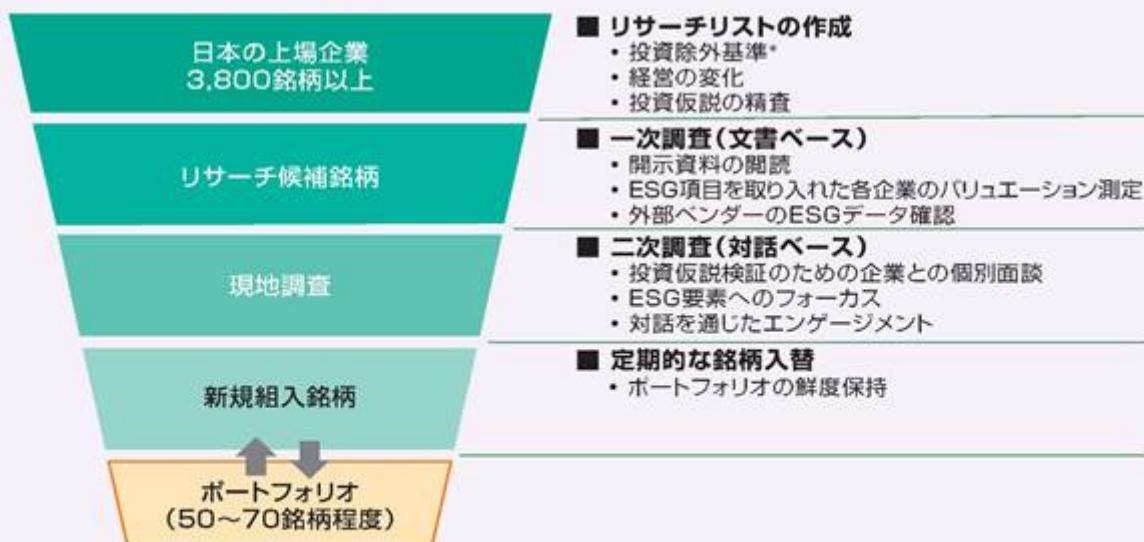 日本の上場企業
3,800銘柄以上
■ リサーチリストの作成
• 投資除外基準*
• 経営の変化
• 投資仮説の精査
リサーチ候補銘柄
■ 一次調査(文書ベース)
• 開示資料の閲読
• ESG項目を取り入れた各企業のバリュエーション測定
• 外部ベンダーのESGデータ確認
現地調査
■ 二次調査(対話ベース)
• 投資仮説検証のための企業との個別面談
• ESG要素へのフォーカス
• 対話を通じたエンゲージメント
新規組入銘柄
■ 定期的な銘柄入替
• ポートフォリオの鮮度保持
ポートフォリオ
(50~70銘柄程度)